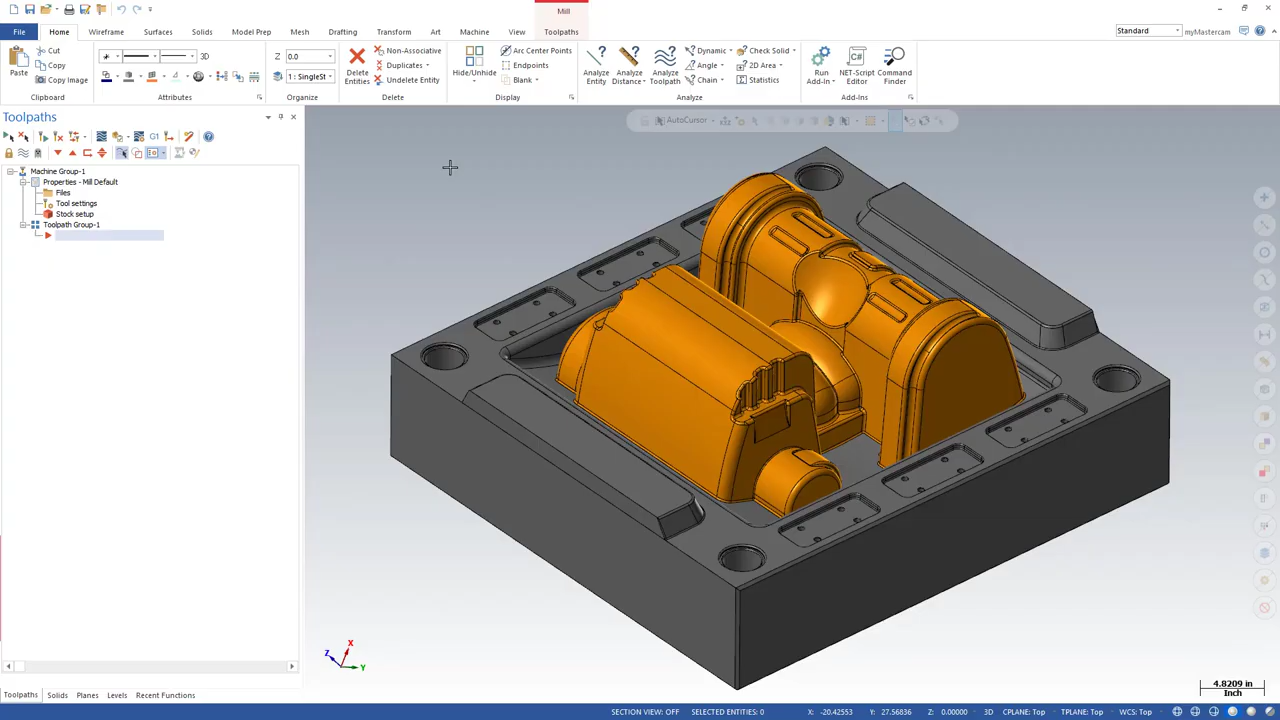 Mill
File Home Wireframe Surfaces Solids Model Prep Mesh Drafting Transform Art Machine View Toolpaths
Standard
myMastercam
Paste
Cut
Copy
Copy Image
Clipboard
3D
Attributes
Z 0.0
1 : SingleSt
Organize
Delete Entities
Non-Associative
Duplicates
Undelete Entity
Delete
Hide/Unhide
Arc Center Points
Endpoints
Blank
Display
Analyze Entity
Analyze Distance
Analyze Toolpath
Dynamic
Angle
Chain
Check Solid
2D Area
Statistics
Analyze
Run Add-In
NET-Script Editor
Command Finder
Add-Ins
Toolpaths
AutoCursor
G1
Machine Group-1
Properties - Mill Default
Files
Tool settings
Stock setup
Toolpath Group-1
X
Z
Y
4.8209 in
Inch
Toolpaths Solids Planes Levels Recent Functions
SECTION VIEW: OFF SELECTED ENTITIES: 0 X: -20.42553 Y: 27.56836 Z: 0.00000 3D CPLANE: Top TPLANE: Top WCS: Top